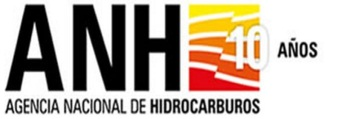 ANH 10 AÑOS
AGENCIA NACIONAL DE HIDROCARBUROS